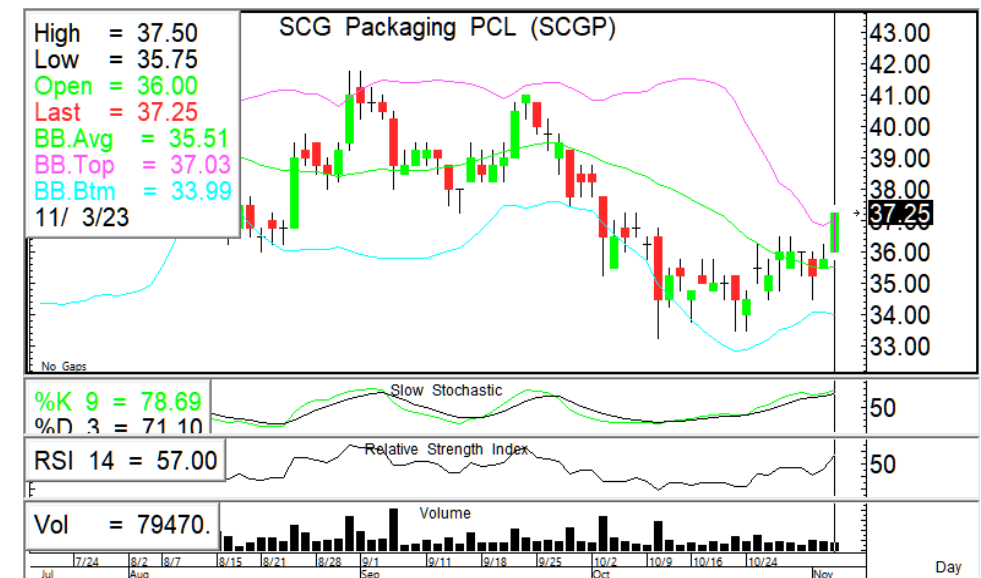 SCG Packaging PCL (SCGP)
High = 37.50
Low = 35.75
Open = 36.00
Last = 37.25
BB.Avg = 35.51
BB.Top = 37.03
BB.Btm = 33.99
11/ 3/23
43.00
42.00
41.00
40.00
39.00
38.00
37.25
36.00
35.00
34.00
33.00
No Gaps
Slow Stochastic
%K 9 = 78.69
%D 3 = 71.10
50
Relative Strength Index
RSI 14 = 57.00
50
Volume
Vol = 79470.
7/24 8/2 8/7 8/15 8/21 8/28 9/1 9/11 9/18 9/25 10/2 10/9 10/16 10/24
Jul Aug Sep Oct Nov
Day